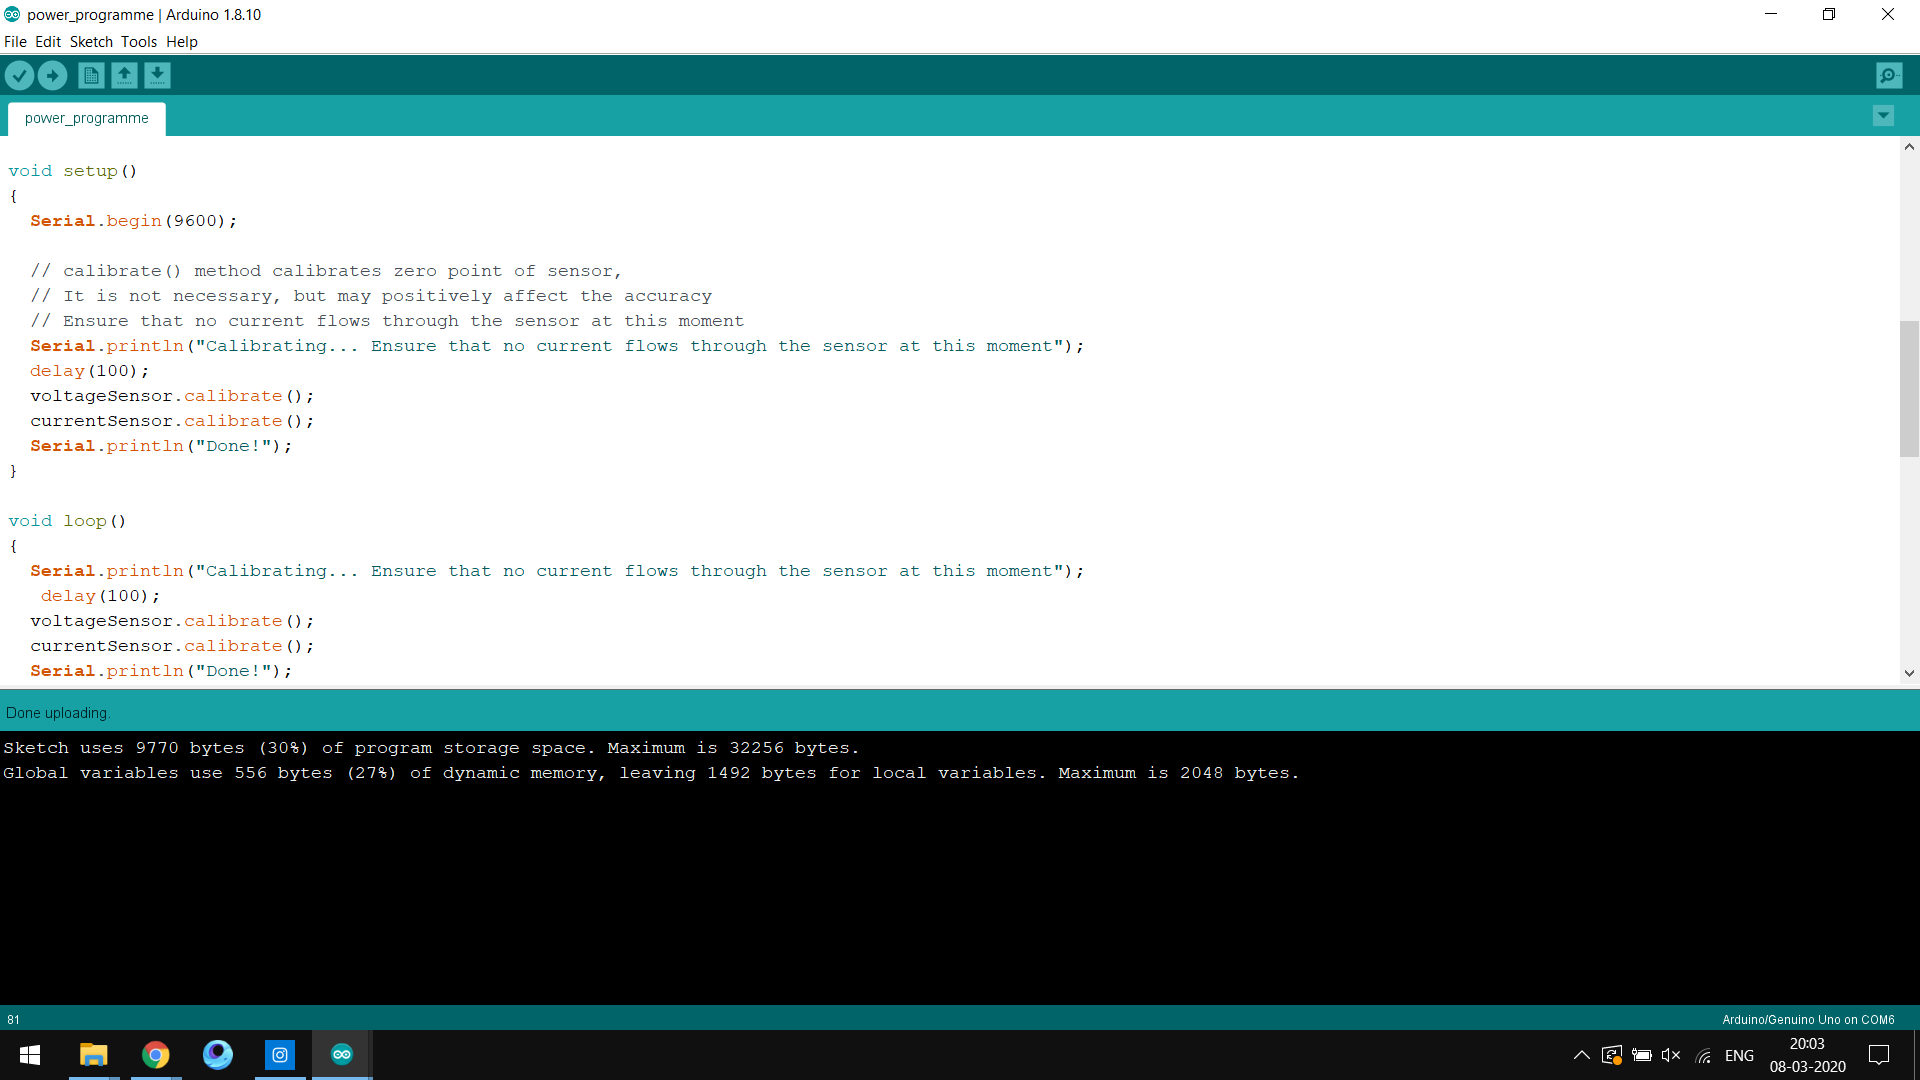 power_programme | Arduino 1.8.10
File Edit Sketch Tools Help
power_programme
void setup()
{
  Serial.begin(9600);
  // calibrate() method calibrates zero point of sensor,
  // It is not necessary, but may positively affect the accuracy
  // Ensure that no current flows through the sensor at this moment
  Serial.println("Calibrating... Ensure that no current flows through the sensor at this moment");
  delay(100);
  voltageSensor.calibrate();
  currentSensor.calibrate();
  Serial.println("Done!");
}
void loop()
{
  Serial.println("Calibrating... Ensure that no current flows through the sensor at this moment");
   delay(100);
  voltageSensor.calibrate();
  currentSensor.calibrate();
  Serial.println("Done!");
Done uploading.
Sketch uses 9770 bytes (30%) of program storage space. Maximum is 32256 bytes.
Global variables use 556 bytes (27%) of dynamic memory, leaving 1492 bytes for local variables. Maximum is 2048 bytes.
81
Arduino/Genuino Uno on COM6
ENG
20:03
08-03-2020